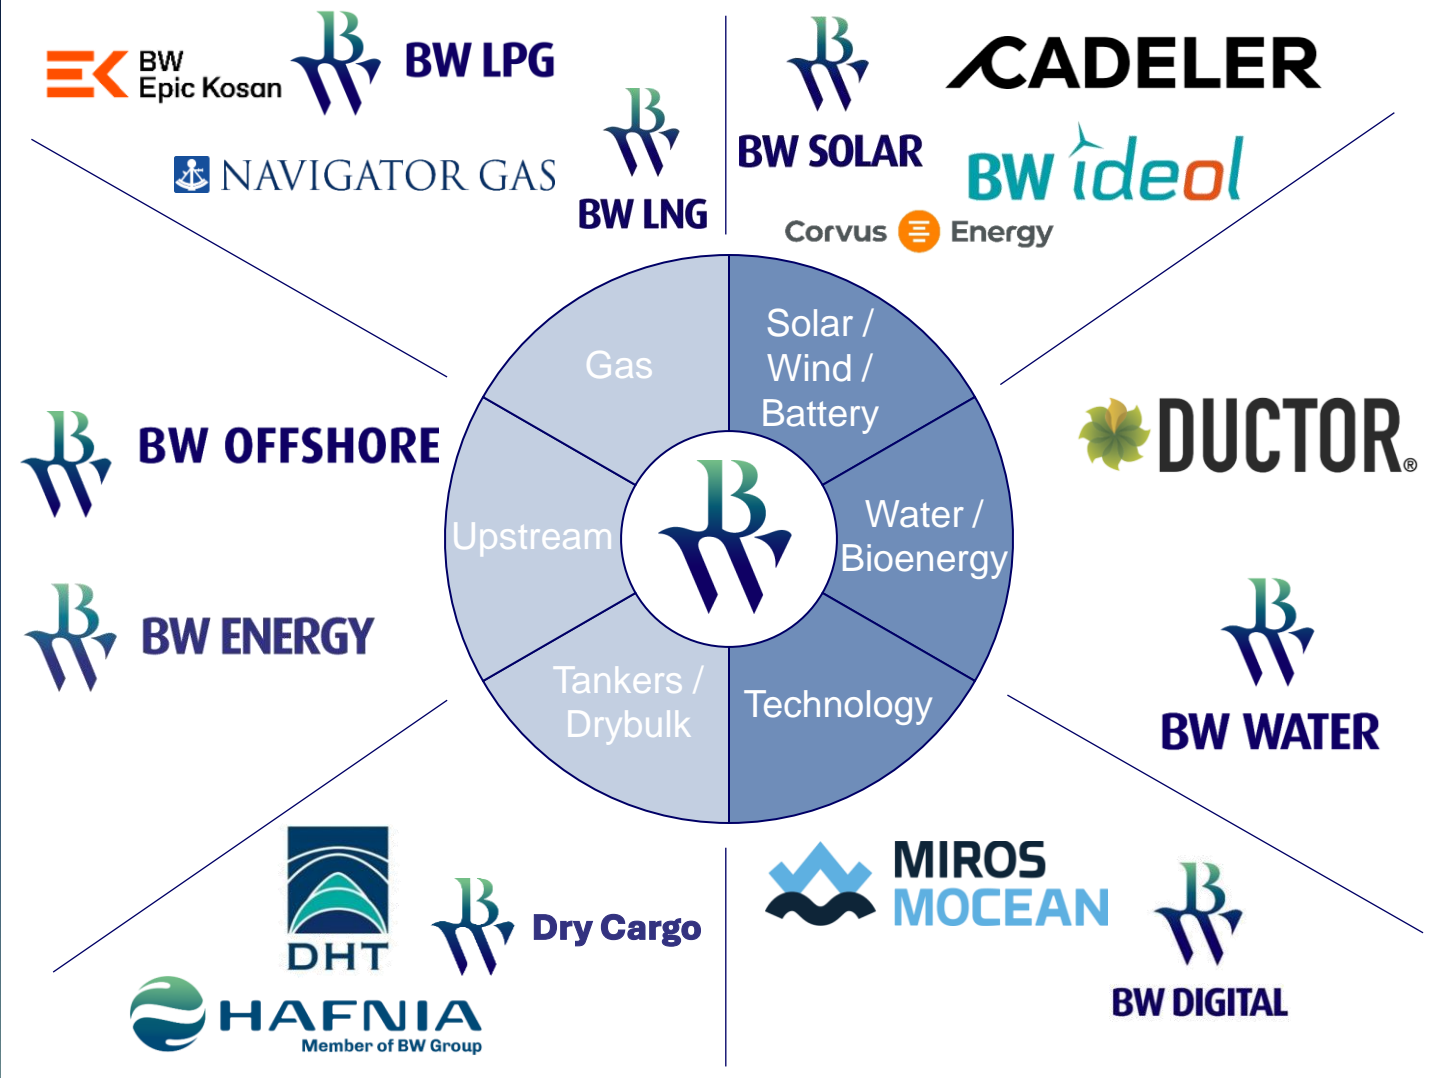 BW
Epic Kosan
BW LPG
NAVIGATOR GAS
BW LNG
BW SOLAR
CADELER
BW ideol
Corvus Energy
Gas
Solar /
Wind /
Battery
BW OFFSHORE
BW ENERGY
Upstream
BW
Water /
Bioenergy
DUCTOR®
BW WATER
Tankers /
Drybulk
Technology
DHT
Dry Cargo
HAFNIA
Member of BW Group
MIROS
MOCEAN
BW DIGITAL